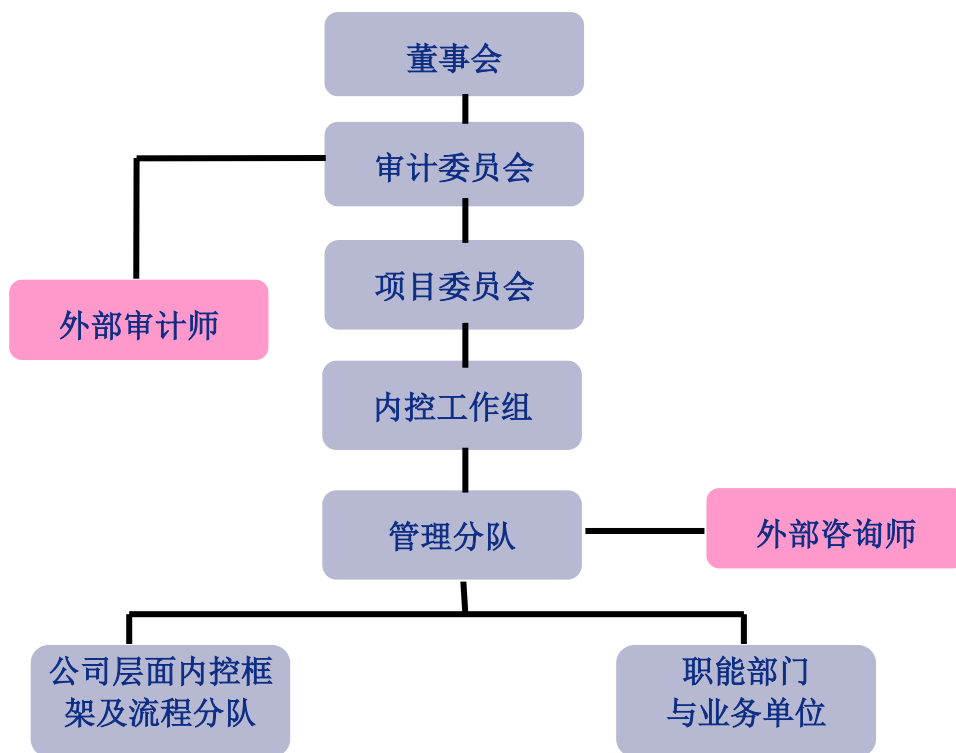 董事会
审计委员会
项目委员会
外部审计师
内控工作组
管理分队
外部咨询师
公司层面内控框
架及流程分队
职能部门
与业务单位